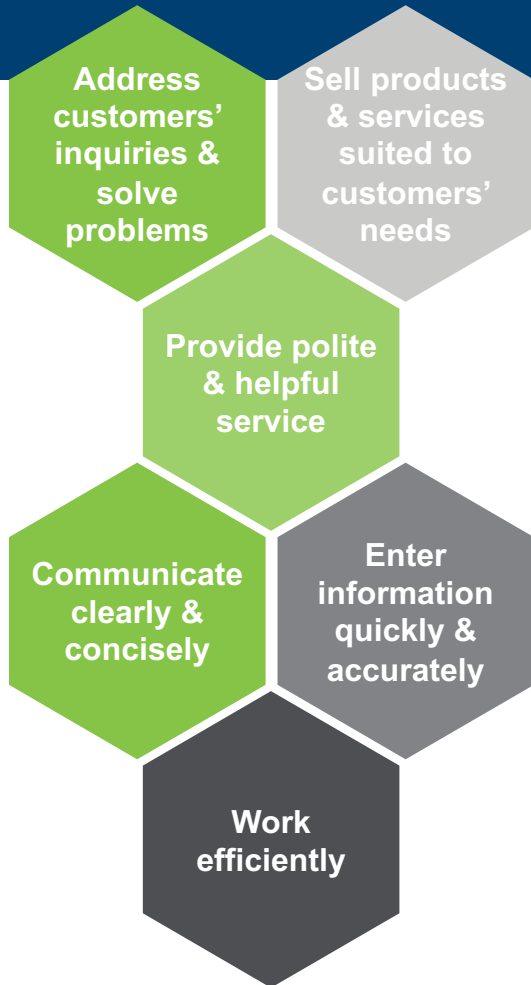 Address
customers’
inquiries &
solve
problems
Sell products
& services
suited to
customers’
needs
Provide polite
& helpful
service
Communicate
clearly &
concisely
Enter
information
quickly &
accurately
Work
efficiently